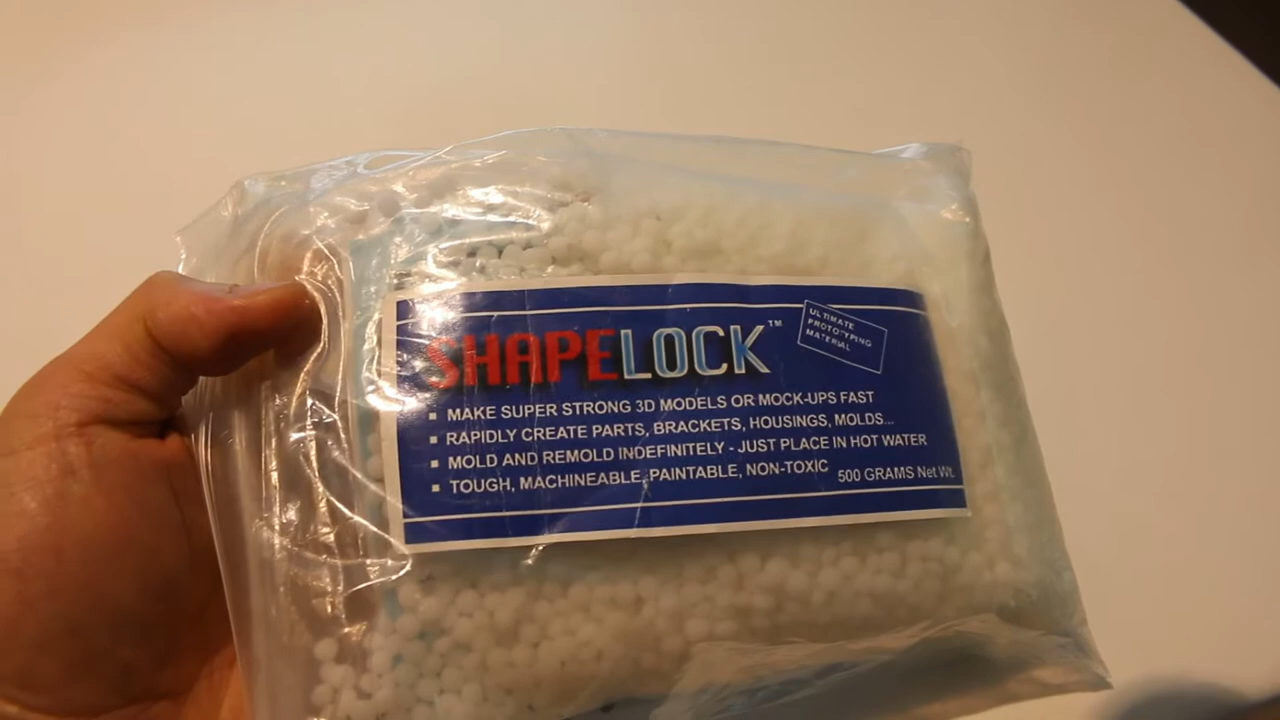 SHAPELOCK™
ULTIMATE
PROTOTYPING
MATERIAL
▪ MAKE SUPER STRONG 3D MODELS OR MOCK-UPS FAST
▪ RAPIDLY CREATE PARTS, BRACKETS, HOUSINGS, MOLDS...
▪ MOLD AND REMOLD INDEFINITELY - JUST PLACE IN HOT WATER
▪ TOUGH, MACHINEABLE, PAINTABLE, NON-TOXIC
500 GRAMS Net Wt.